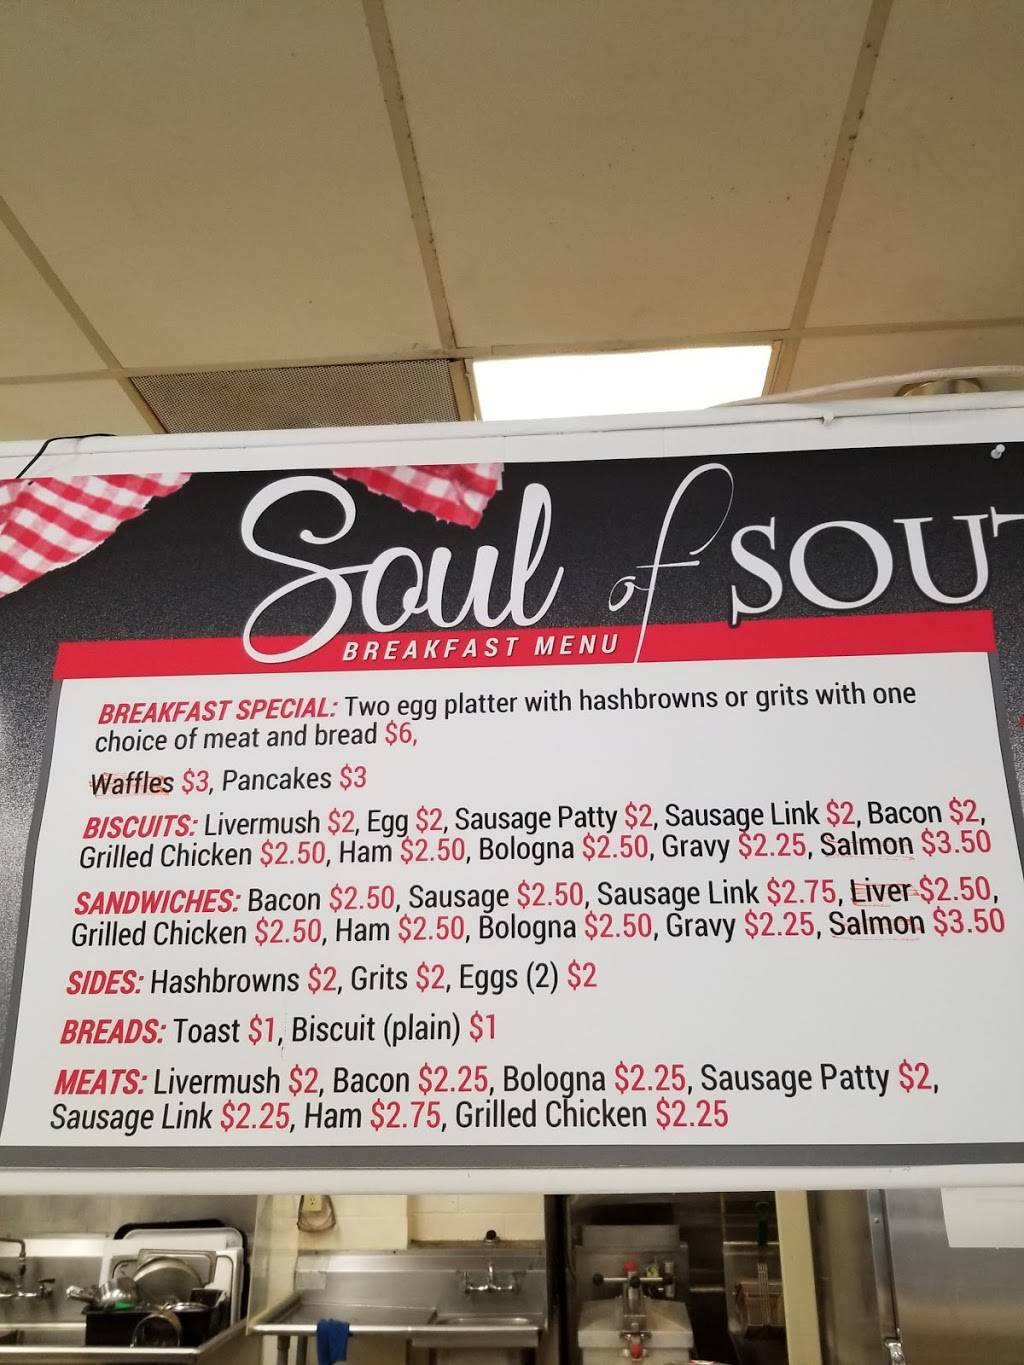 Soul of SOU
BREAKFAST MENU
BREAKFAST SPECIAL: Two egg platter with hashbrowns or grits with one
choice of meat and bread $6,
Waffles $3, Pancakes $3
BISCUITS: Livermush $2, Egg $2, Sausage Patty $2, Sausage Link $2, Bacon $2,
Grilled Chicken $2.50, Ham $2.50, Bologna $2.50, Gravy $2.25, Salmon $3.50
SANDWICHES: Bacon $2.50, Sausage $2.50, Sausage Link $2.75, Liver $2.50,
Grilled Chicken $2.50, Ham $2.50, Bologna $2.50, Gravy $2.25, Salmon $3.50
SIDES: Hashbrowns $2, Grits $2, Eggs (2) $2
BREADS: Toast $1, Biscuit (plain) $1
MEATS: Livermush $2, Bacon $2.25, Bologna $2.25, Sausage Patty $2,
Sausage Link $2.25, Ham $2.75, Grilled Chicken $2.25